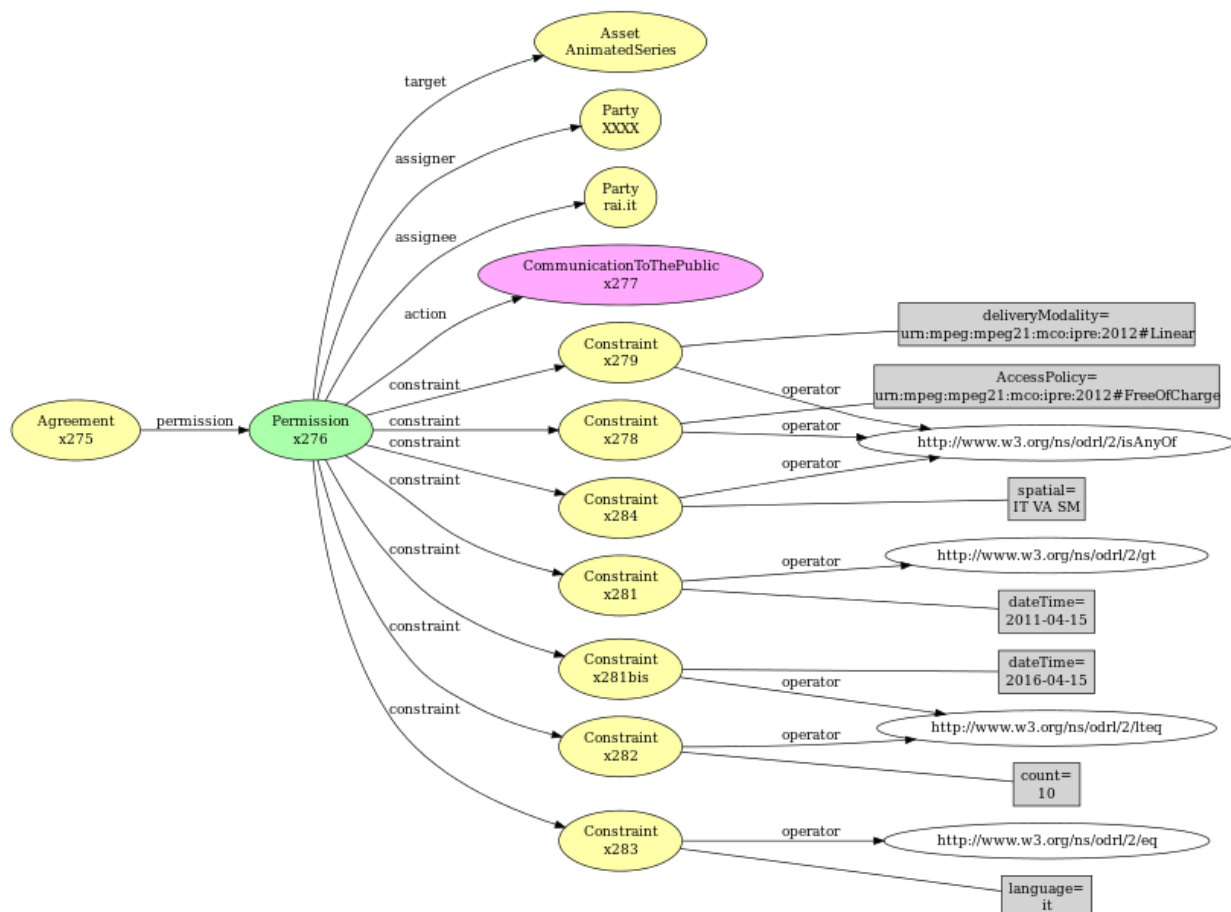 Asset
AnimatedSeries
target
Party
XXXX
assigner
Party
rai.it
assignee
CommunicationToThePublic
x277
action
deliveryModality=
urn:mpeg:mpeg21:mco:ipre:2012#Linear
Constraint
x279
constraint
operator
AccessPolicy=
urn:mpeg:mpeg21:mco:ipre:2012#FreeOfCharge
Agreement
x275
permission
Permission
x276
constraint
Constraint
x278
operator
http://www.w3.org/ns/odrl/2/isAnyOf
constraint
operator
Constraint
x284
spatial=
IT VA SM
constraint
http://www.w3.org/ns/odrl/2/gt
operator
Constraint
x281
dateTime=
2011-04-15
constraint
Constraint
x281bis
dateTime=
2016-04-15
operator
constraint
http://www.w3.org/ns/odrl/2/lteq
operator
Constraint
x282
count=
10
constraint
Constraint
x283
operator
http://www.w3.org/ns/odrl/2/eq
language=
it